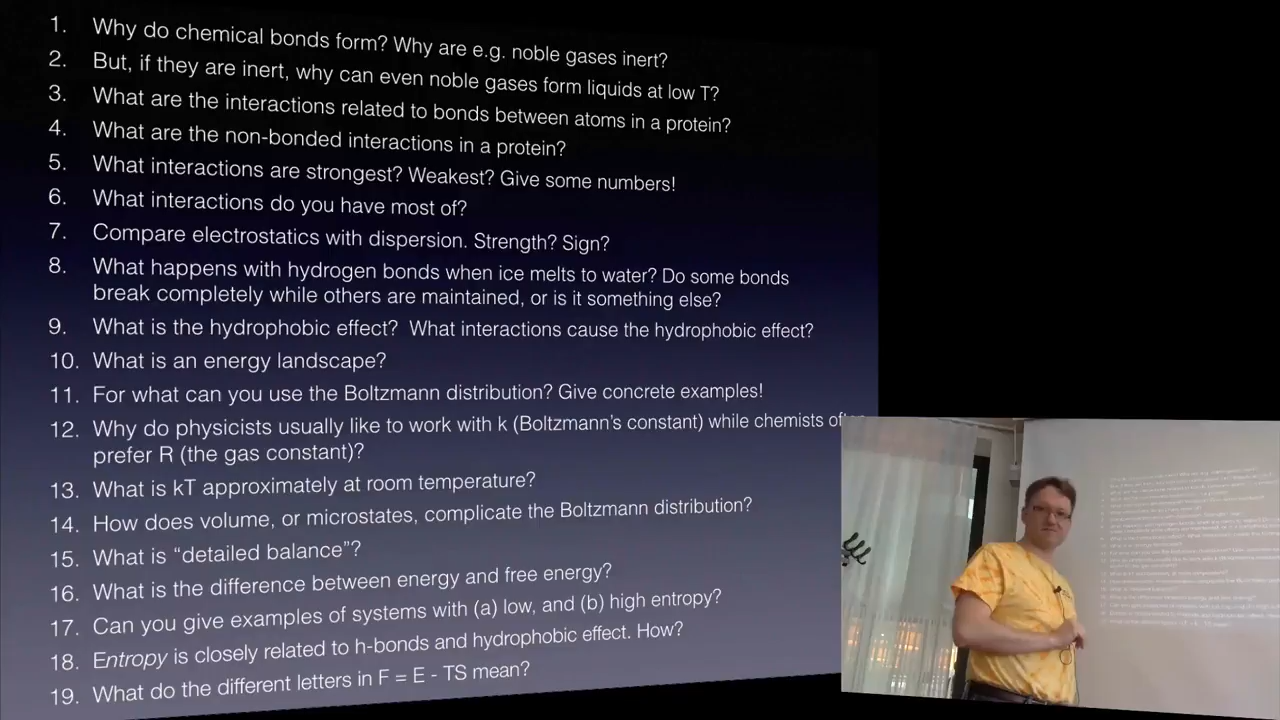 1. Why do chemical bonds form? Why are e.g. noble gases inert?
2. But, if they are inert, why can even noble gases form liquids at low T?
3. What are the interactions related to bonds between atoms in a protein?
4. What are the non-bonded interactions in a protein?
5. What interactions are strongest? Weakest? Give some numbers!
6. What interactions do you have most of?
7. Compare electrostatics with dispersion. Strength? Sign?
8. What happens with hydrogen bonds when ice melts to water? Do some bonds
break completely while others are maintained, or is it something else?
9. What is the hydrophobic effect? What interactions cause the hydrophobic effect?
10. What is an energy landscape?
11. For what can you use the Boltzmann distribution? Give concrete examples!
12. Why do physicists usually like to work with k (Boltzmann's constant) while chemists
prefer R (the gas constant)?
13. What is kT approximately at room temperature?
14. How does volume, or microstates, complicate the Boltzmann distribution?
15. What is “detailed balance”?
16. What is the difference between energy and free energy?
17. Can you give examples of systems with (a) low, and (b) high entropy?
18. Entropy is closely related to h-bonds and hydrophobic effect. How?
19. What do the different letters in F = E - TS mean?